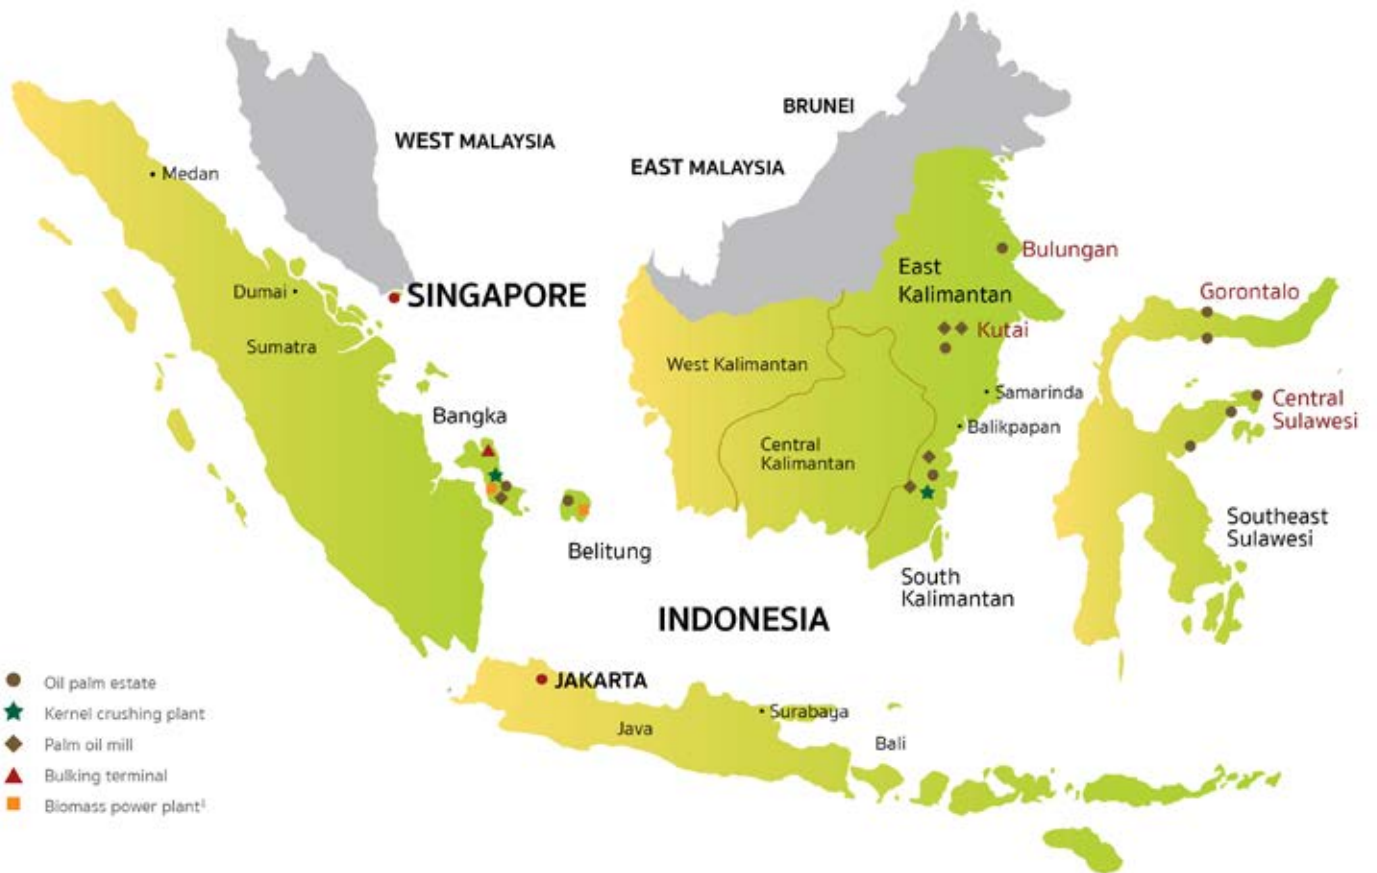 BRUNEI
WEST MALAYSIA
EAST MALAYSIA
Medan
Bulungan
East
Kalimantan
Dumai
SINGAPORE
Gorontalo
Kutai
Sumatra
West Kalimantan
Samarinda
Central
Sulawesi
Bangka
Balikpapan
Central
Kalimantan
Southeast
Sulawesi
Belitung
South
Kalimantan
INDONESIA
JAKARTA
Surabaya
Java
Bali
Oil palm estate
Kernel crushing plant
Palm oil mill
Bulking terminal
Biomass power plant¹